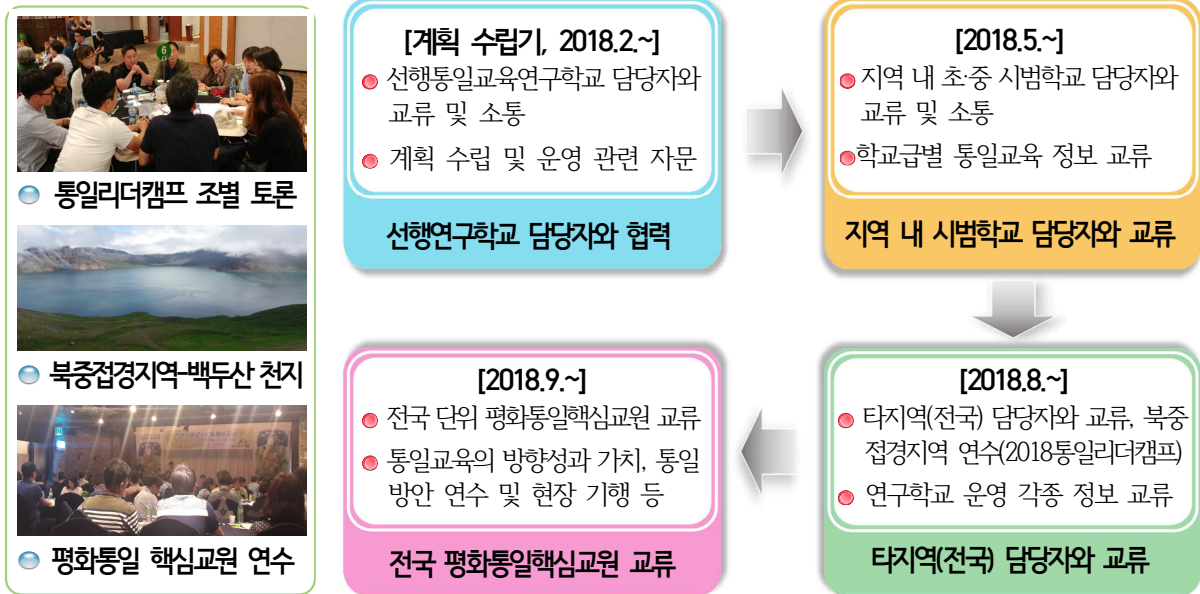 통일리더캠프 조별 토론
북중접경지역-백두산 천지
평화통일 핵심교원 연수
[계획 수립기, 2018.2.~]
선행통일교육연구학교 담당자와
교류 및 소통
계획 수립 및 운영 관련 자문
선행연구학교 담당자와 협력
[2018.5.~]
지역 내 초·중 시범학교 담당자와
교류 및 소통
학교급별 통일교육 정보 교류
지역 내 시범학교 담당자와 교류
[2018.8.~]
타지역(전국) 담당자와 교류, 북중
접경지역 연수(2018통일리더캠프)
연구학교 운영 각종 정보 교류
타지역(전국) 담당자와 교류
[2018.9.~]
전국 단위 평화통일핵심교원 교류
통일교육의 방향성과 가치, 통일
방안 연수 및 현장 기행 등
전국 평화통일핵심교원 교류